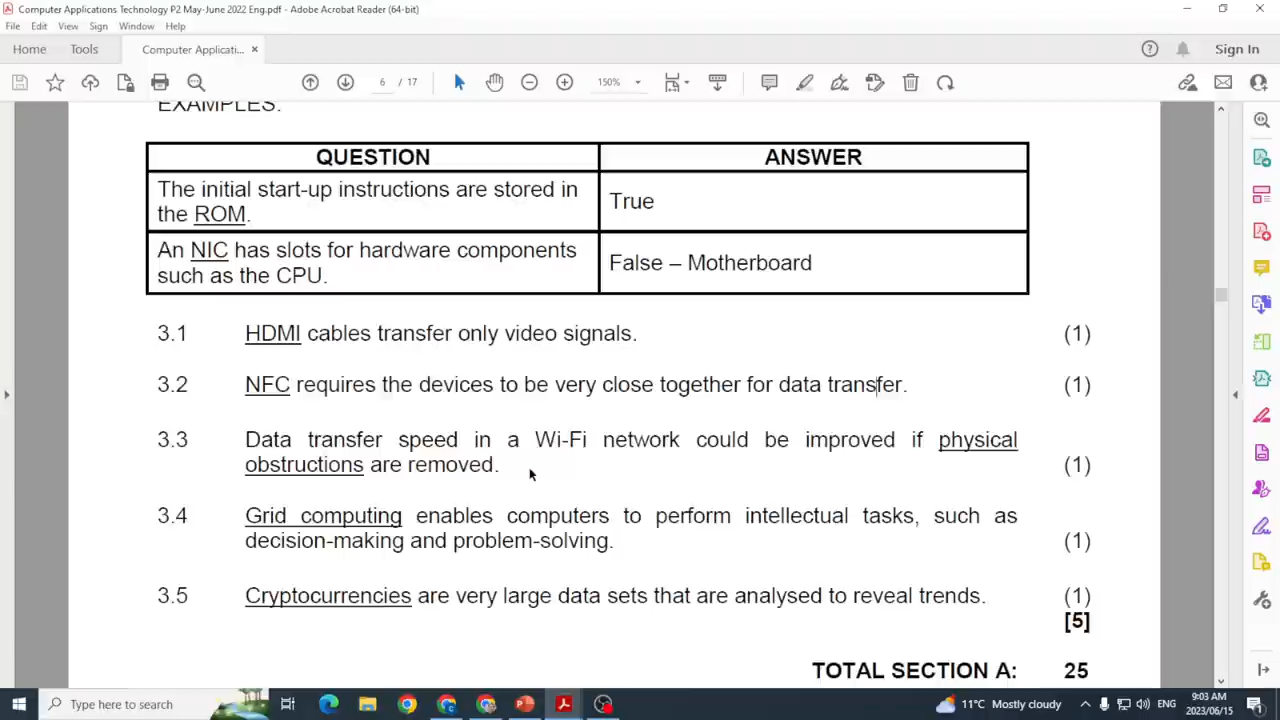 Computer Applications Technology P2 May-June 2022 Eng.pdf - Adobe Acrobat Reader (64-bit)
File Edit View Sign Window Help
Home Tools Computer Applicati... × Sign In
6 / 17 150%
EXAMPLES:
QUESTION ANSWER
The initial start-up instructions are stored in
the ROM. True
An NIC has slots for hardware components
such as the CPU. False – Motherboard
3.1 HDMI cables transfer only video signals. (1)
3.2 NFC requires the devices to be very close together for data transfer. (1)
3.3 Data transfer speed in a Wi-Fi network could be improved if physical
obstructions are removed. (1)
3.4 Grid computing enables computers to perform intellectual tasks, such as
decision-making and problem-solving. (1)
3.5 Cryptocurrencies are very large data sets that are analysed to reveal trends. (1)
[5]
TOTAL SECTION A: 25
Type here to search 11°C Mostly cloudy ENG 9:03 AM
2023/06/15